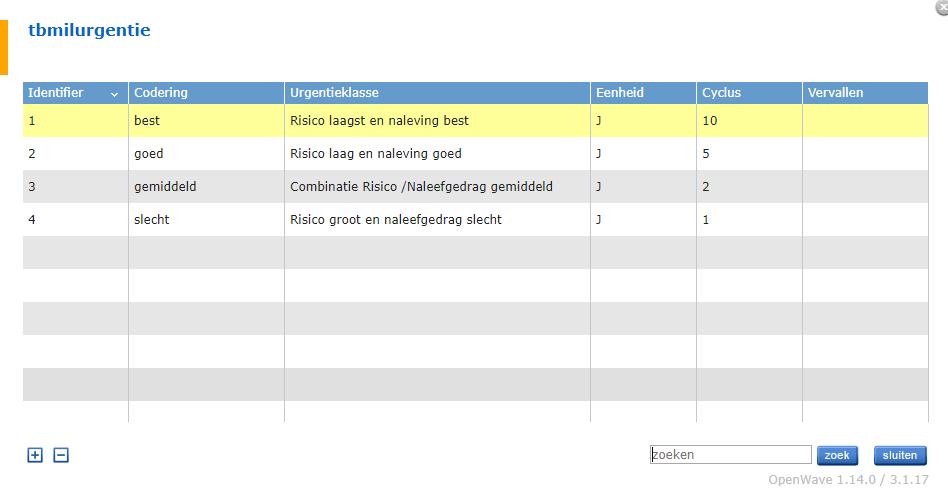 tbmilurgentie
Identifier Codering Urgentieklasse Eenheid Cyclus Vervallen
1 best Risico laagst en naleving best J 10
2 goed Risico laag en naleving goed J 5
3 gemiddeld Combinatie Risico /Naleefgedrag gemiddeld J 2
4 slecht Risico groot en naleefgedrag slecht J 1
zoeken zoek sluiten
OpenWave 1.14.0 / 3.1.17